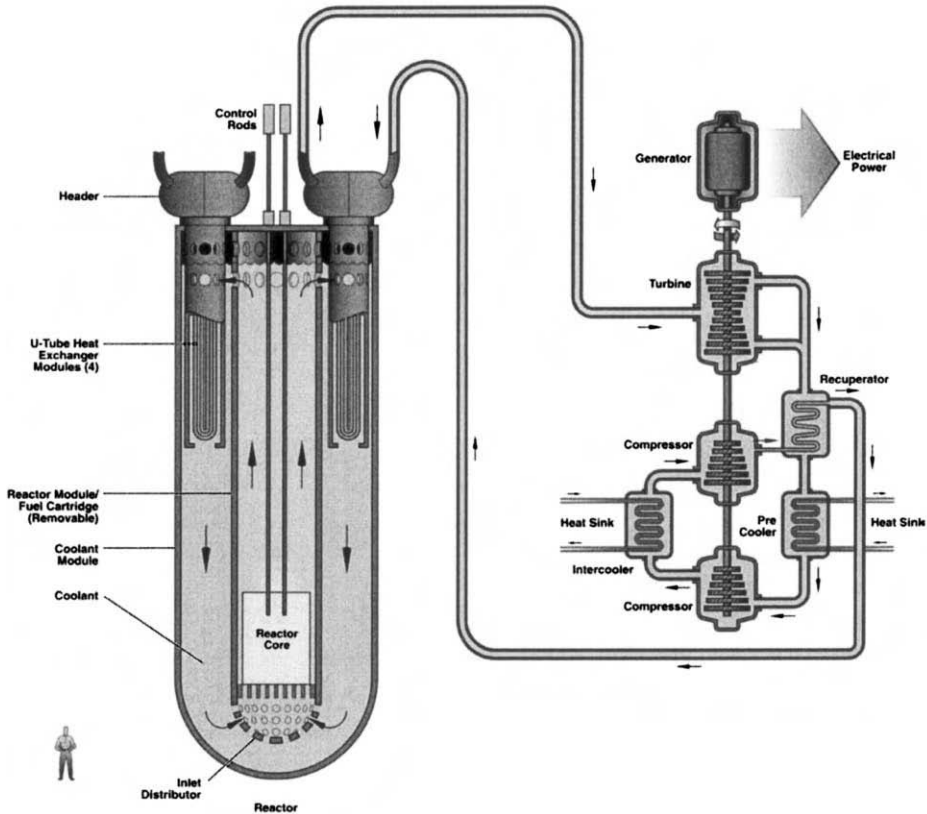 Control
Rods
Header
U-Tube Heat
Exchanger
Modules (4)
Reactor Module/
Fuel Cartridge
(Removable)
Coolant
Module
Coolant
Reactor
Core
Inlet
Distributor
Reactor
Generator
Electrical
Power
Turbine
Recuperator
Compressor
Heat Sink
Pre
Cooler
Heat Sink
Intercooler
Compressor